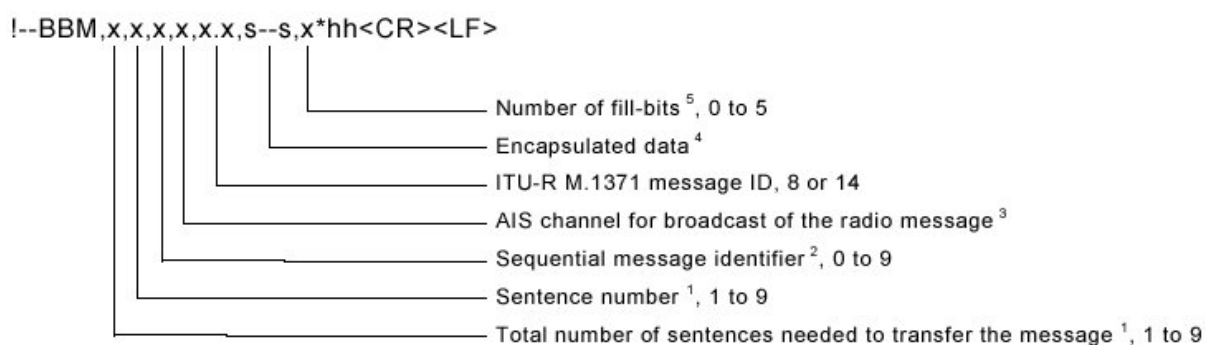 !--BBM,x,x,x,x,x.x,s--s,x*hh<CR><LF>
Number of fill-bits ⁵, 0 to 5
Encapsulated data ⁴
ITU-R M.1371 message ID, 8 or 14
AIS channel for broadcast of the radio message ³
Sequential message identifier ², 0 to 9
Sentence number ¹, 1 to 9
Total number of sentences needed to transfer the message ¹, 1 to 9